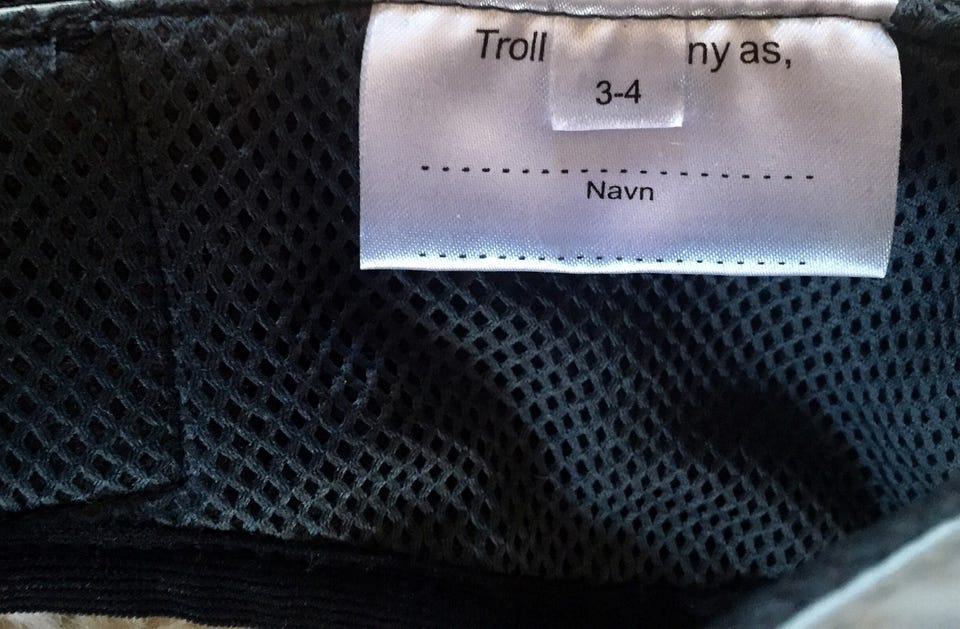 Troll ny as,
3-4
Navn